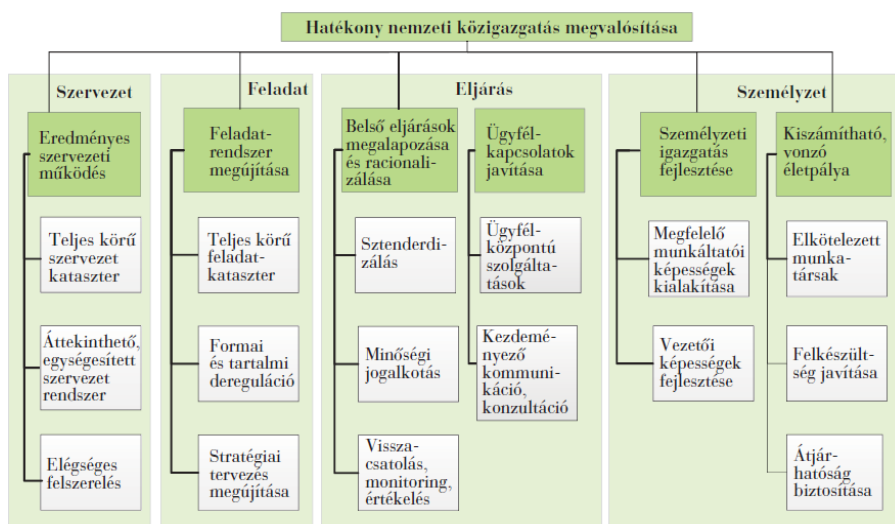 Hatékony nemzeti közigazgatás megvalósítása
Szervezet
Eredményes
szervezeti
működés
Teljes körű
szervezet
kataszter
Áttekinthető,
egységesített
szervezet
rendszer
Elégséges
felszerelés
Feladat
Feladat-
rendszer
megújítása
Teljes körű
feladat-
kataszter
Formai
és tartalmi
dereguláció
Stratégiai
tervezés
megújítása
Eljárás
Belső eljárások
megalapozása
és racionali-
zálása
Sztenderdi-
zálás
Minőségi
jogalkotás
Vissza-
csatolás,
monitoring,
értékelés
Ügyfél-
kapcsolatok
javítása
Ügyfél-
központú
szolgálta-
tások
Kezdemé-
nyező
kommuni-
káció,
konzultáció
Személyzet
Személyzeti
igazgatás
fejlesztése
Megfelelő
munkáltatói
képességek
kialakítása
Vezetői
képességek
fejlesztése
Kiszámítható,
vonzó
életpálya
Elkötelezett
munka-
társak
Felkészült-
ség javítása
Átjár-
hatóság
biztosítása